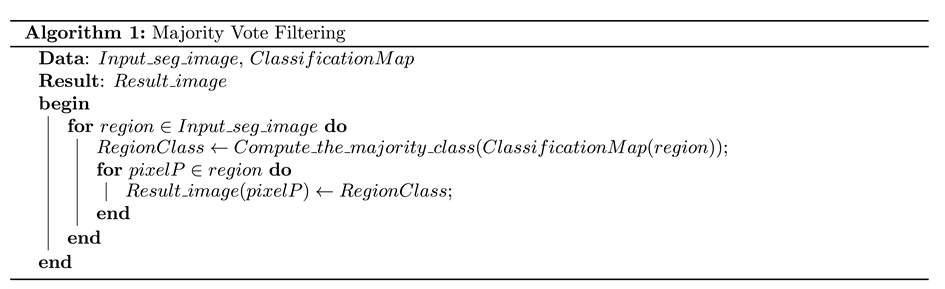 Algorithm 1: Majority Vote Filtering
Data: Input_seg_image, ClassificationMap
Result: Result_image
begin
for region ∈ Input_seg_image do
RegionClass ← Compute_the_majority_class(ClassificationMap(region));
for pixelP ∈ region do
Result_image(pixelP) ← RegionClass;
end
end
end